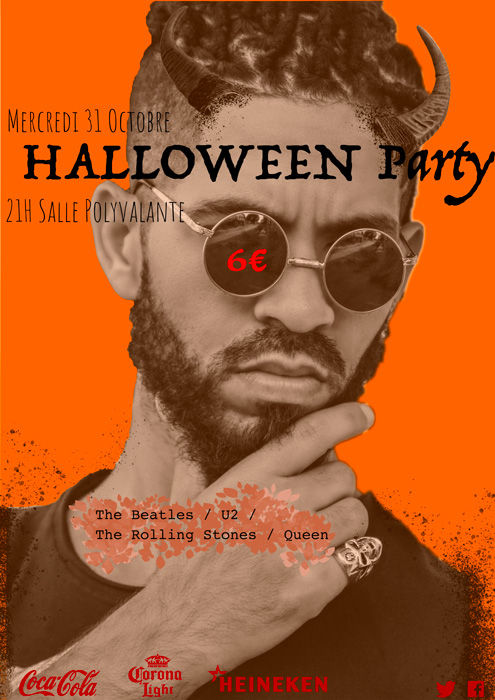 Mercredi 31 Octobre
HALLOWEEN Party
21H Salle Polyvalante
6€
The Beatles / U2 /
The Rolling Stones / Queen
Coca-Cola
Corona
Light
HEINEKEN